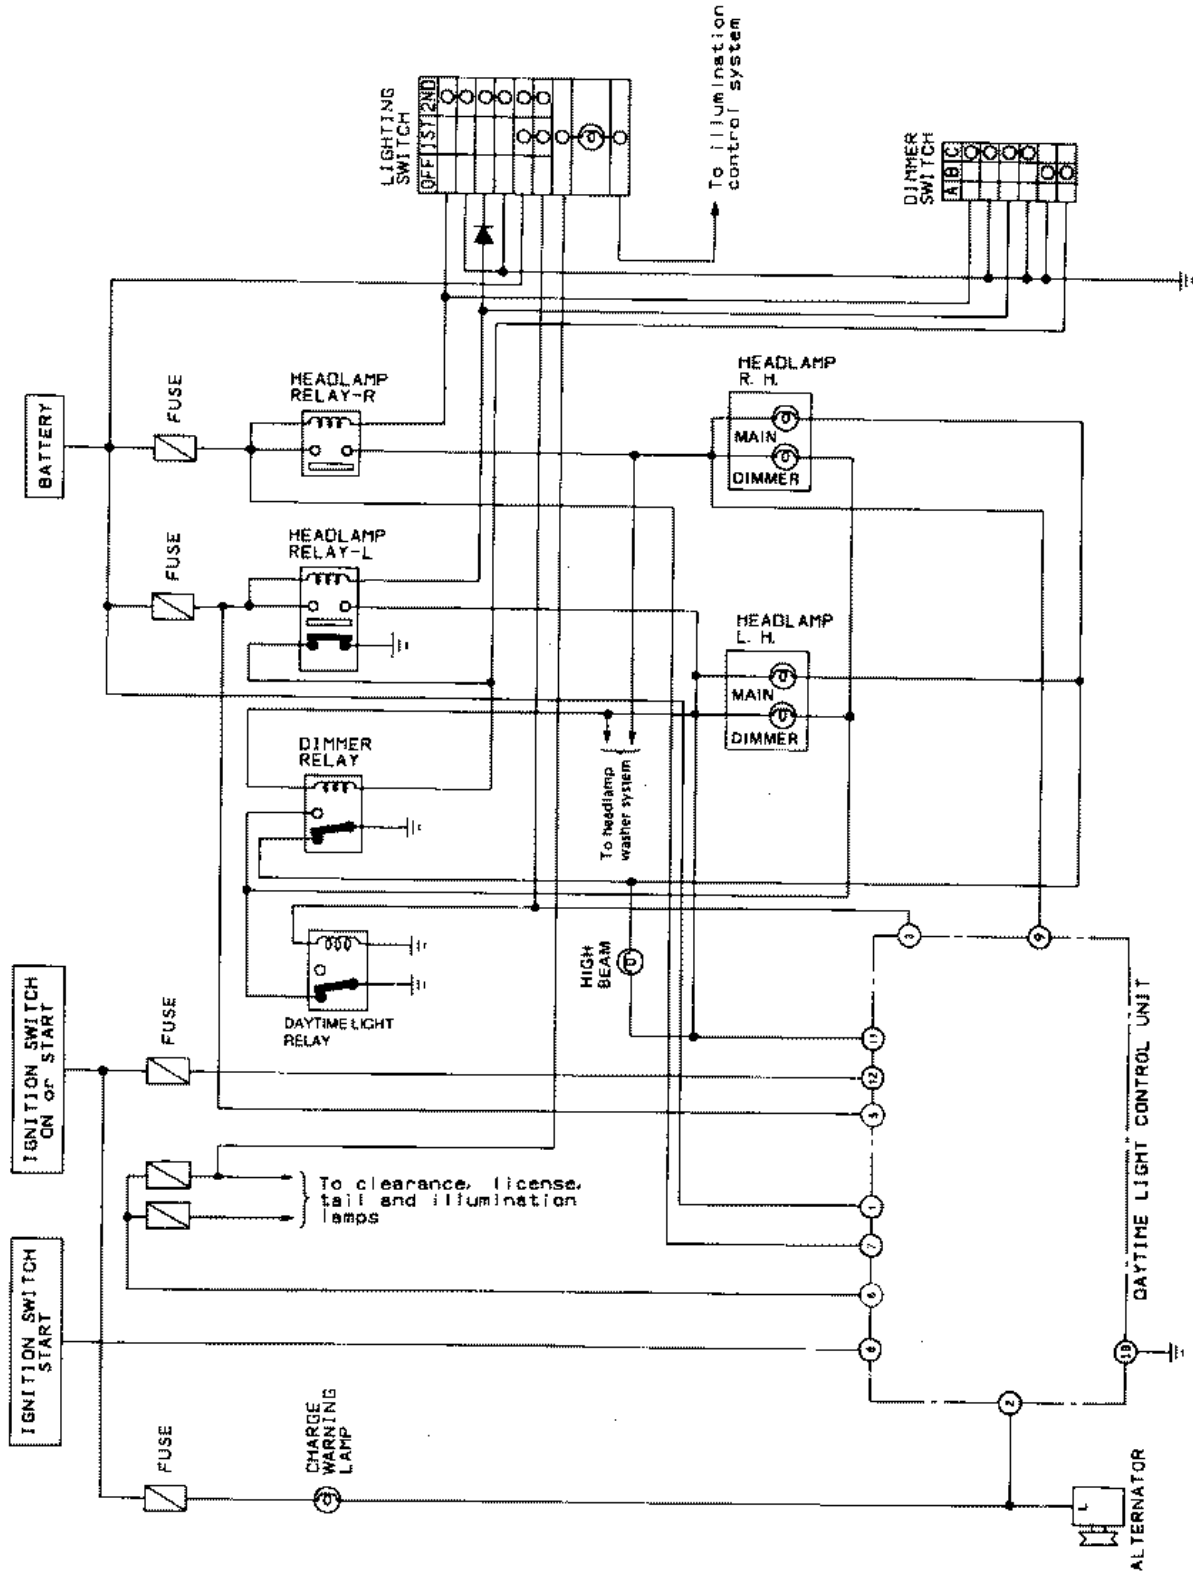 To illumination
control system
LIGHTING
SWITCH
OFF 1ST 2ND
DIMMER
SWITCH
A B C
BATTERY
FUSE
HEADLAMP
RELAY-R
HEADLAMP
R. H.
MAIN
DIMMER
FUSE
HEADLAMP
RELAY-L
HEADLAMP
L. H.
MAIN
DIMMER
DIMMER
RELAY
To headlamp
washer system
HIGH
BEAM
DAYTIME LIGHT
RELAY
IGNITION SWITCH
ON or START
FUSE
3
9
11
12
5
1
7
6
To clearance, license,
tail and illumination
lamps
DAYTIME LIGHT CONTROL UNIT
IGNITION SWITCH
START
10
2
FUSE
CHARGE
WARNING
LAMP
L
ALTERNATOR